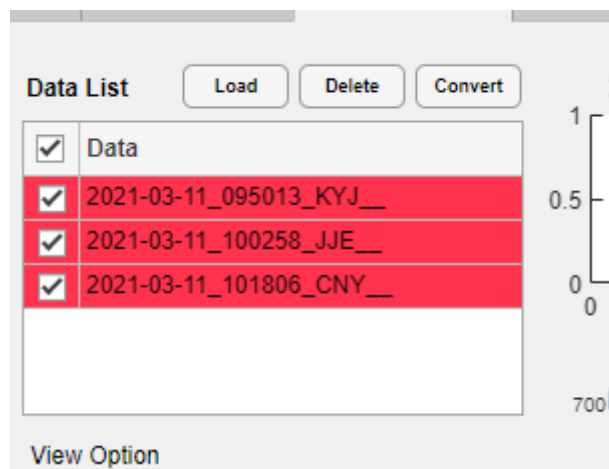 Data List Load Delete Convert
Data
2021-03-11_095013_KYJ__
2021-03-11_100258_JJE__
2021-03-11_101806_CNY__
View Option
1
0.5
0
0
700